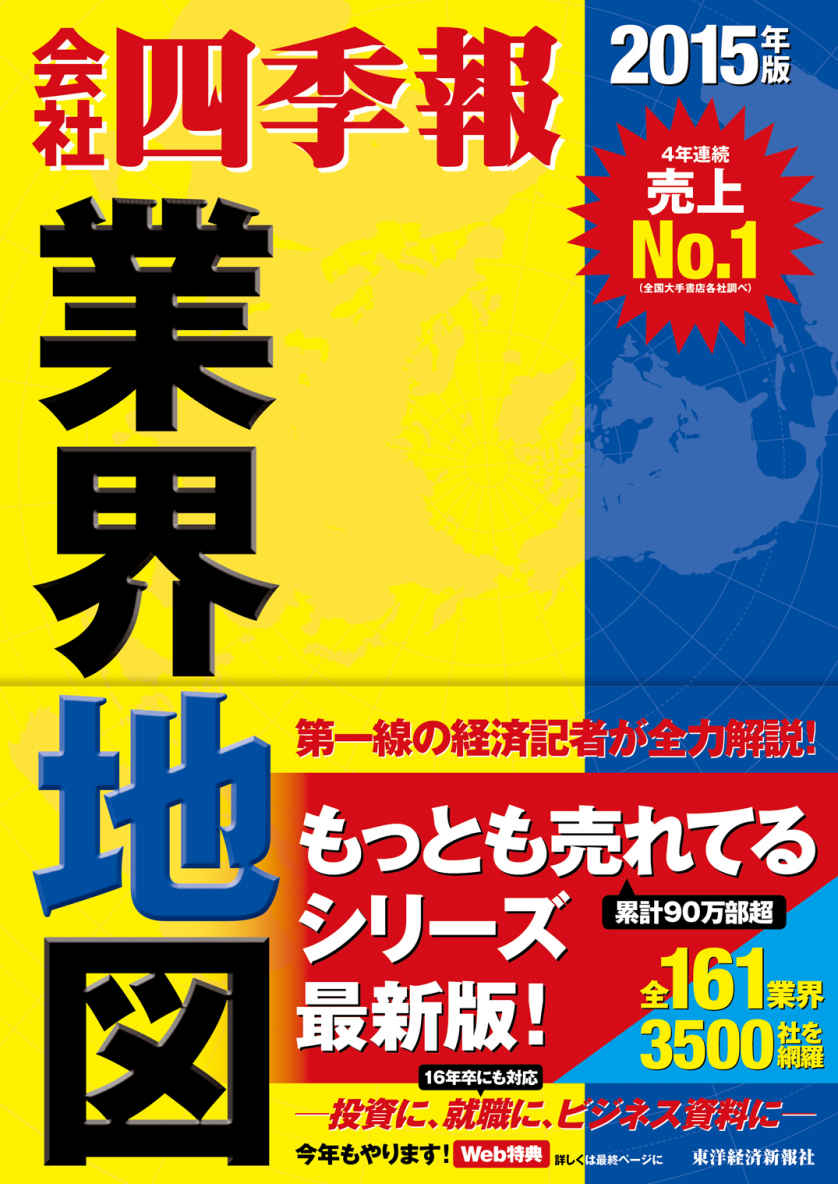 会社四季報
2015年版
4年連続
売上
No.1
(全国大手書店各社調べ)
業界地図
第一線の経済記者が全力解説!
もっとも売れてる
シリーズ
最新版!
累計90万部超
全161業界
3500社を網羅
16年卒にも対応
―投資に、就職に、ビジネス資料に―
今年もやります! Web特典 詳しくは最終ページに
東洋経済新報社